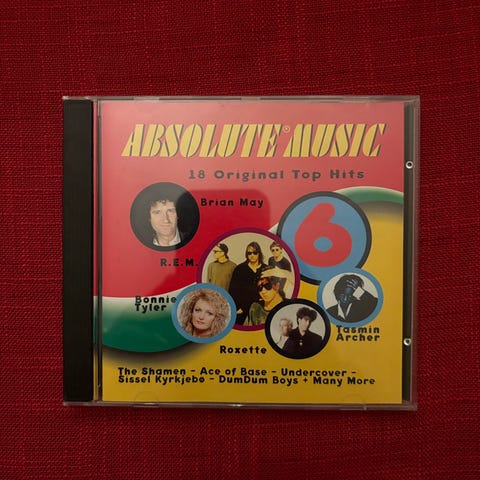 ABSOLUTE® MUSIC
18 Original Top Hits
Brian May
6
R.E.M.
Bonnie
Tyler
Tasmin
Archer
Roxette
The Shamen - Ace of Base - Undercover -
Sissel Kyrkjebø - DumDum Boys + Many More